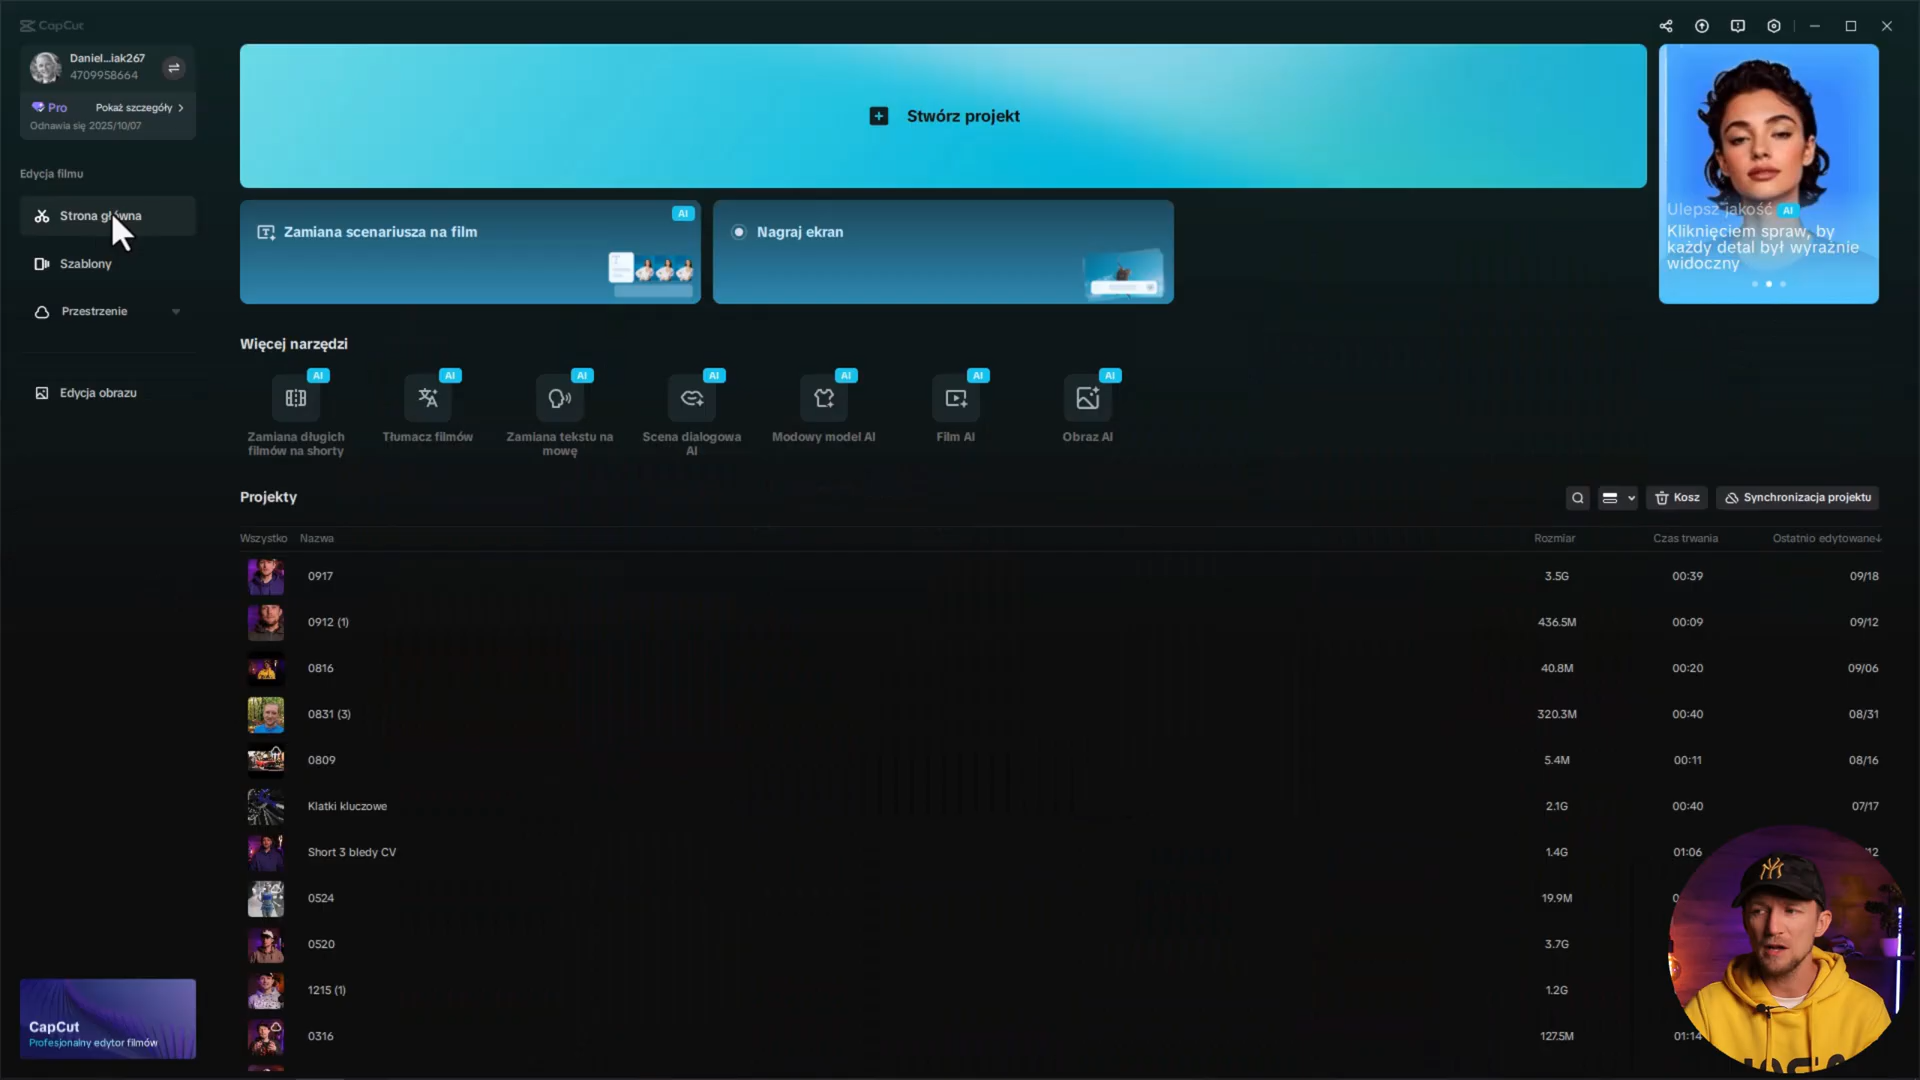 CapCut
Daniel...iak267
4709958664
Pro
Pokaż szczegóły
Odnawia się 2025/10/07
Edycja filmu
Strona główna
Szablony
Przestrzenie
Edycja obrazu
CapCut
Profesjonalny edytor filmów
Stwórz projekt
Zamiana scenariusza na film
AI
Nagraj ekran
Ulepsz jakość AI
Kliknięciem spraw, by
każdy detal był wyraźnie
widoczny
Więcej narzędzi
AI
AI
AI
AI
AI
AI
AI
Zamiana długich
filmów na shorty
Tłumacz filmów
Zamiana tekstu na
mowę
Scena dialogowa
AI
Modowy model AI
Film AI
Obraz AI
Projekty
Kosz
Synchronizacja projektu
Wszystko Nazwa Rozmiar Czas trwania Ostatnio edytowane↓
0917 3.5G 00:39 09/18
0912 (1) 436.5M 00:09 09/12
0816 40.8M 00:20 09/06
0831 (3) 320.3M 00:40 08/31
0809 5.4M 00:11 08/16
Klatki kluczowe 2.1G 00:40 07/17
Short 3 bledy CV 1.4G 01:06
0524 19.9M
0520 3.7G
1215 (1) 1.2G
0316 127.5M 01:14